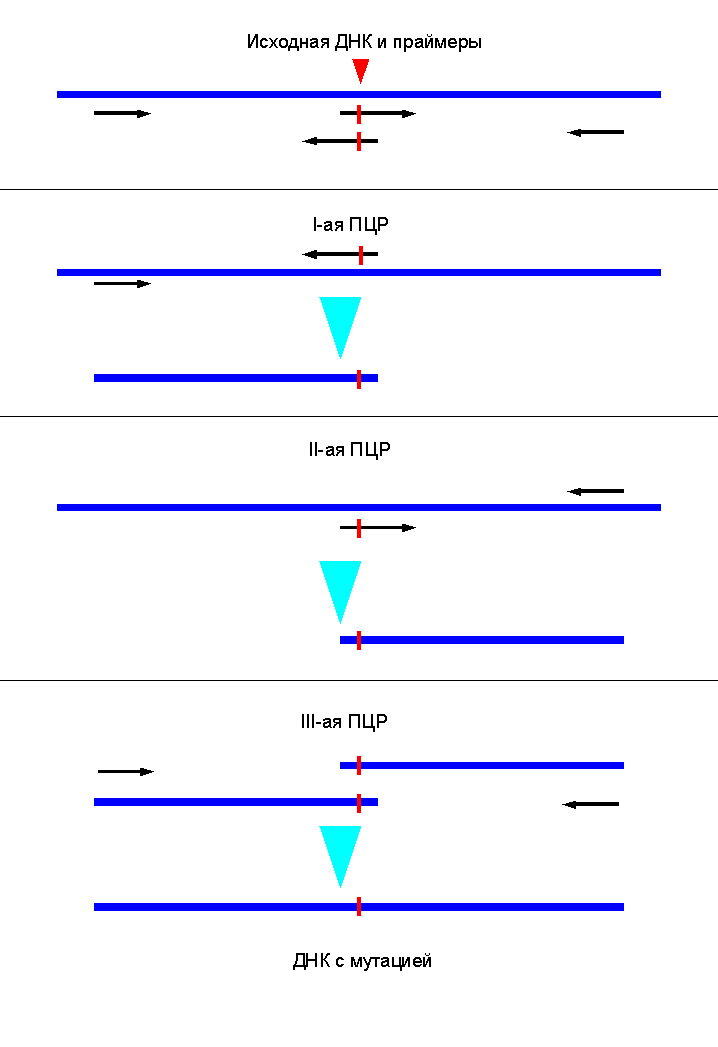 Исходная ДНК и праймеры
I-ая ПЦР
II-ая ПЦР
III-ая ПЦР
ДНК с мутацией